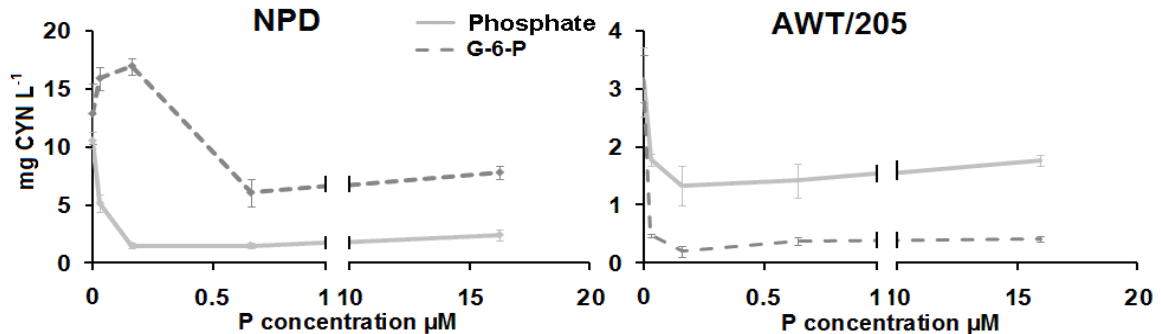 NPD
Phosphate
G-6-P
AWT/205
mg CYN L-1
20
15
10
5
0
0 0.5 1 10 15 20
P concentration µM
4
3
2
1
0
0 0.5 1 10 15 20
P concentration µM